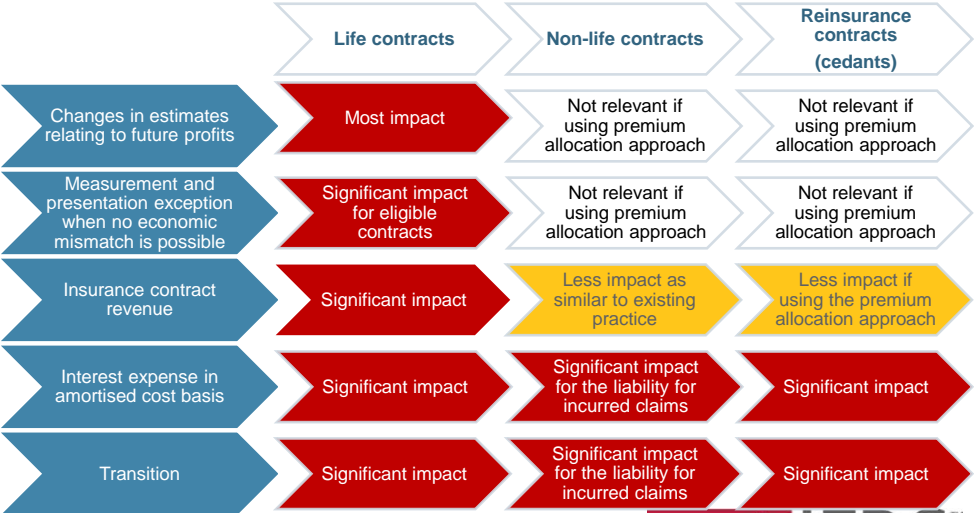 Life contracts
Non-life contracts
Reinsurance
contracts
(cedants)
Changes in estimates
relating to future profits
Most impact
Not relevant if
using premium
allocation approach
Not relevant if
using premium
allocation approach
Measurement and
presentation exception
when no economic
mismatch is possible
Significant impact
for eligible
contracts
Not relevant if
using premium
allocation approach
Not relevant if
using premium
allocation approach
Insurance contract
revenue
Significant impact
Less impact as
similar to existing
practice
Less impact if
using the premium
allocation approach
Interest expense in
amortised cost basis
Significant impact
Significant impact
for the liability for
incurred claims
Significant impact
Transition
Significant impact
Significant impact
for the liability for
incurred claims
Significant impact